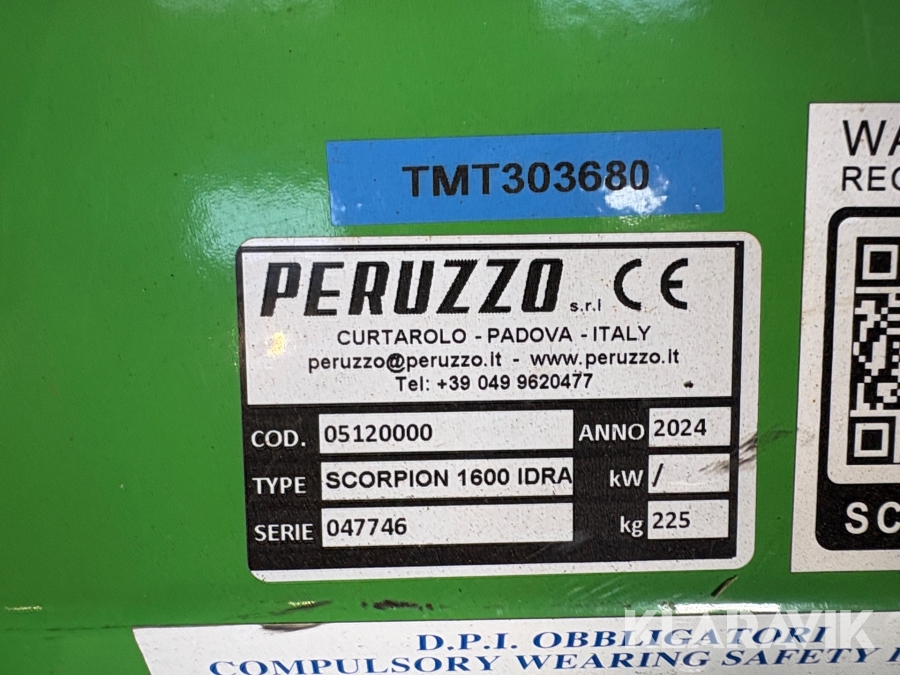 TMT303680
PERUZZO s.r.l CE
CURTAROLO - PADOVA - ITALY
peruzzo@peruzzo.it - www.peruzzo.it
Tel: +39 049 9620477
COD. 05120000 ANNO 2024
TYPE SCORPION 1600 IDRA kW /
SERIE 047746 kg 225
WA
REC
SC
KLARAVIK
D.P.I. OBBLIGATORI
COMPULSORY WEARING SAFETY